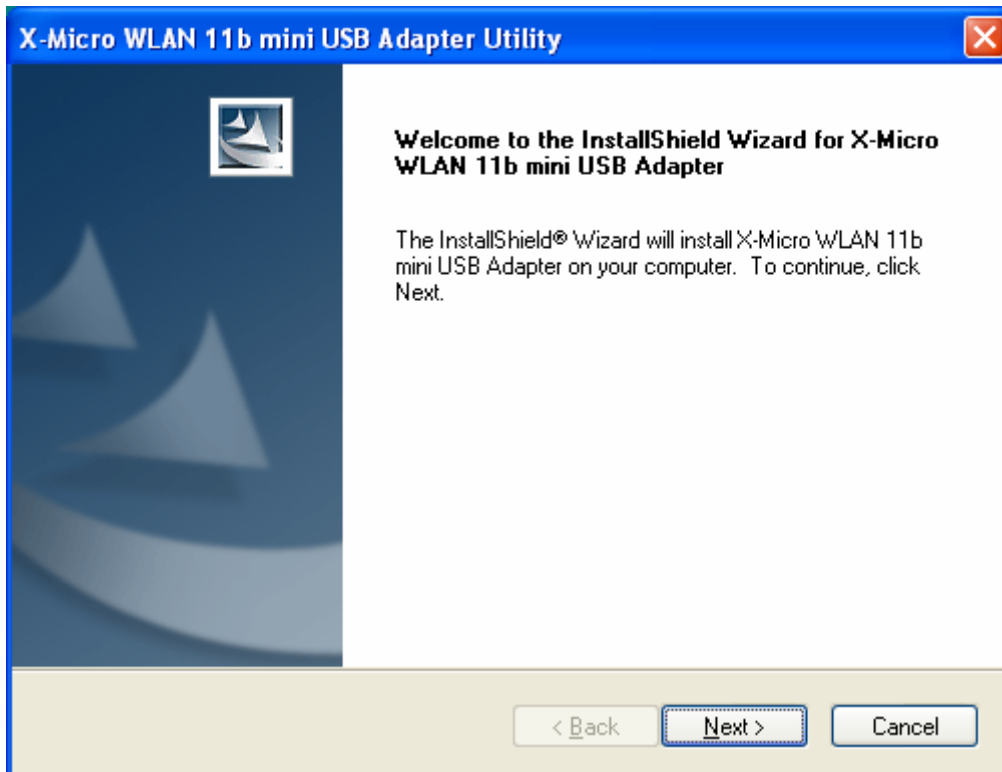 X-Micro WLAN 11b mini USB Adapter Utility
Welcome to the InstallShield Wizard for X-Micro
WLAN 11b mini USB Adapter
The InstallShield® Wizard will install X-Micro WLAN 11b
mini USB Adapter on your computer.  To continue, click
Next.
< Back
Next >
Cancel